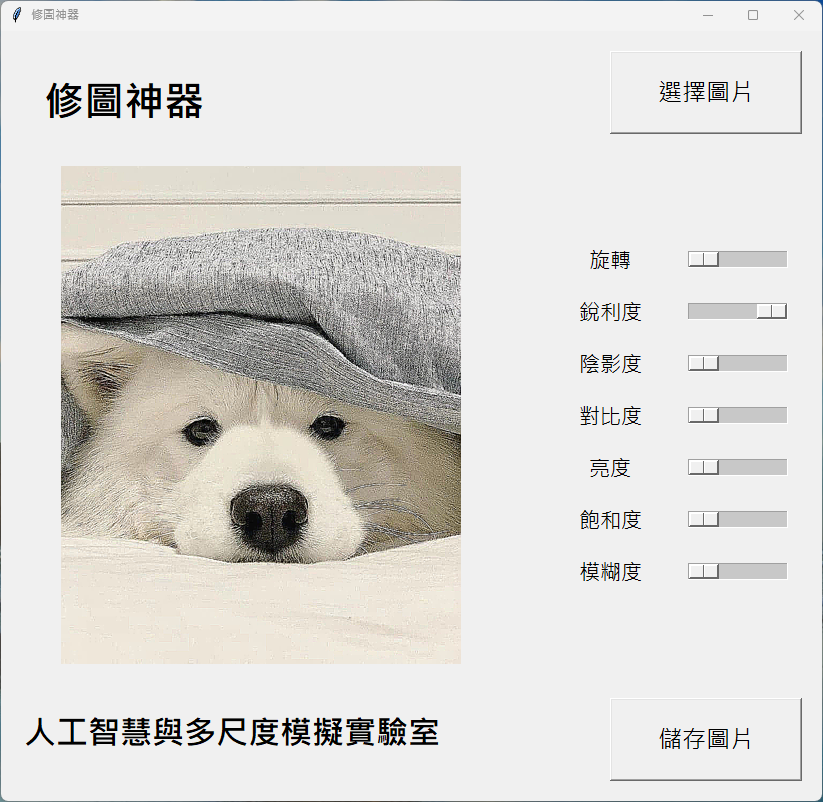 修圖神器
修圖神器
選擇圖片
旋轉
銳利度
陰影度
對比度
亮度
飽和度
模糊度
人工智慧與多尺度模擬實驗室
儲存圖片